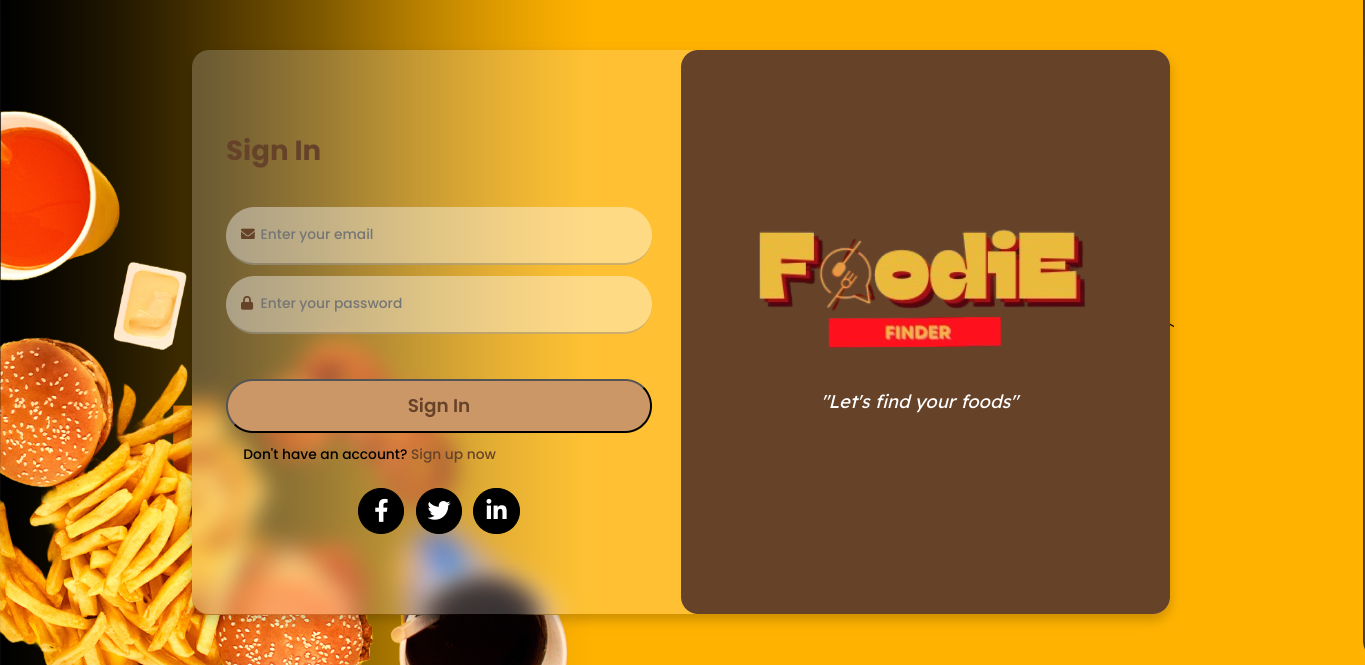 Sign In
Enter your email
Enter your password
Sign In
Don't have an account? Sign up now
FoodiE
FINDER
"Let's find your foods"